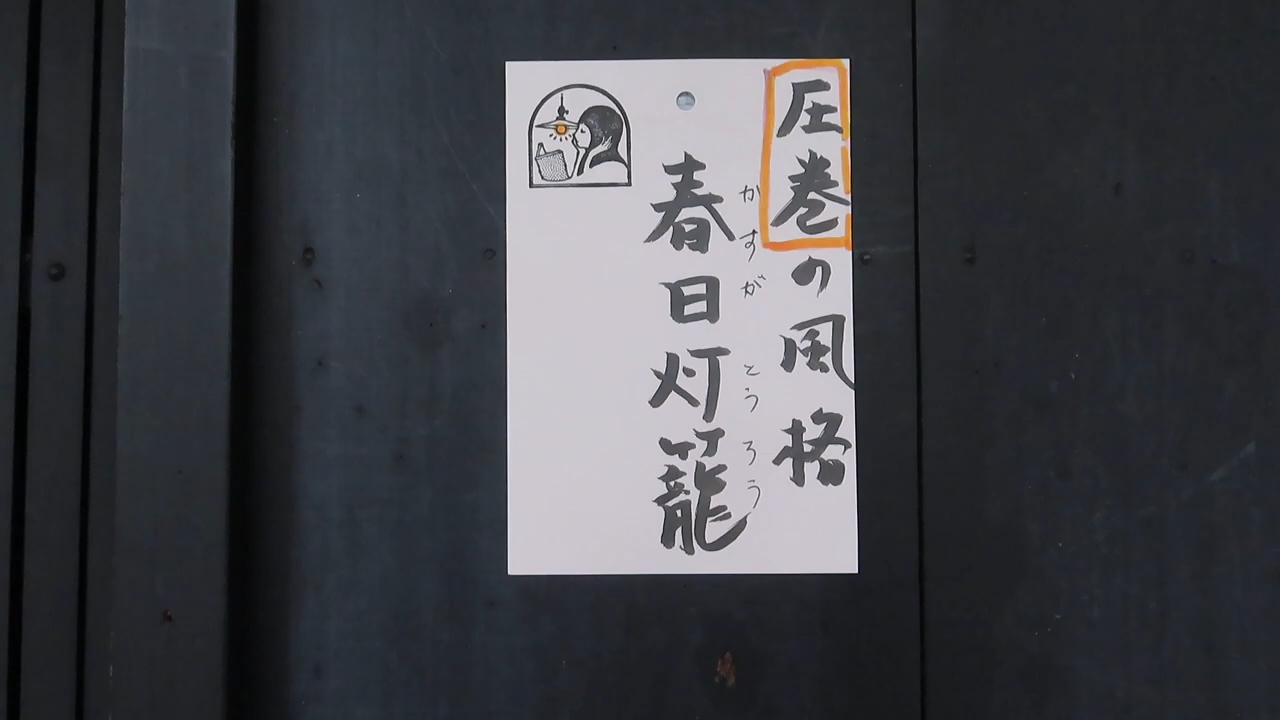 圧巻の風格
春日灯籠
かすが とうろう